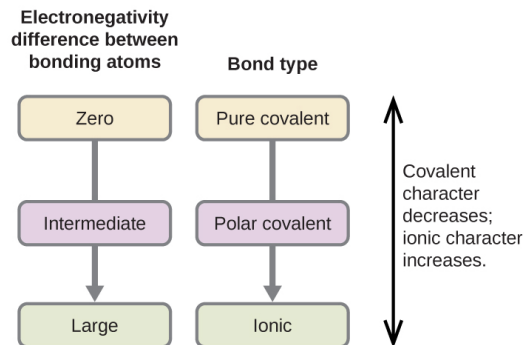 Electronegativity
difference between
bonding atoms
Bond type
Zero
Pure covalent
Intermediate
Polar covalent
Large
Ionic
Covalent
character
decreases;
ionic character
increases.